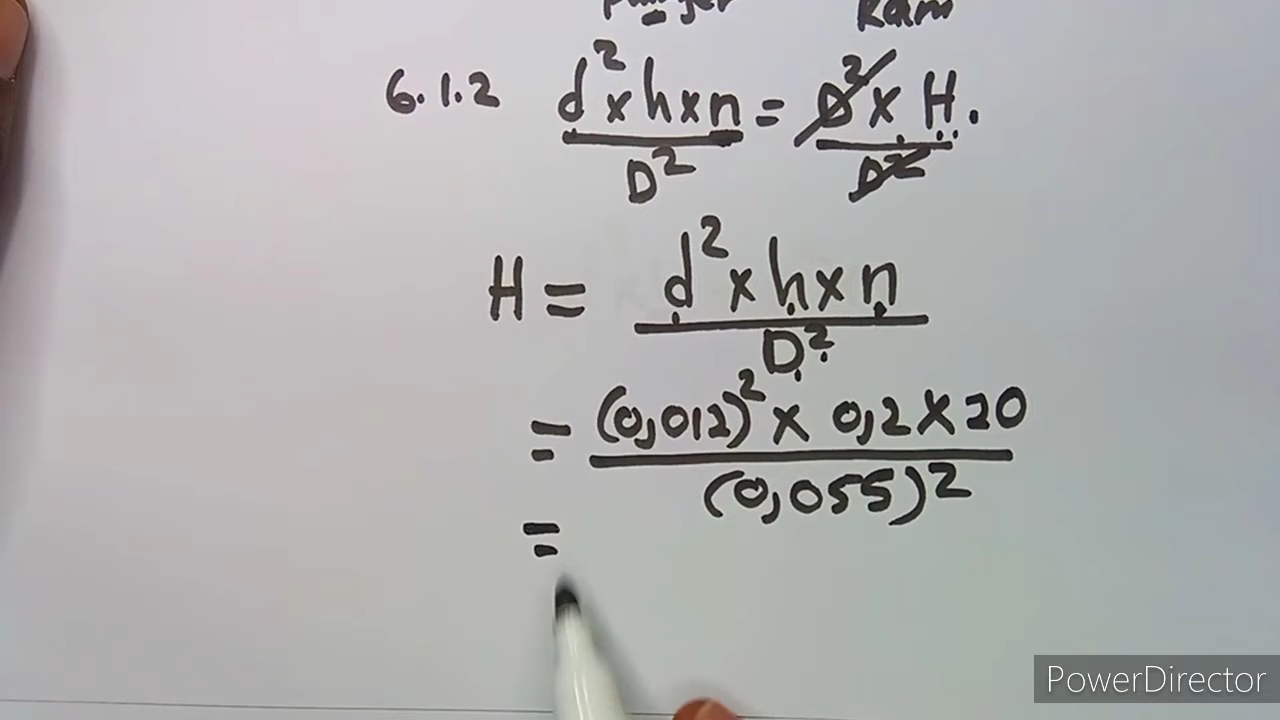 Ram
6.1.2 d² x h x n = D² x H.
D² D²
H = d² x h x n
D²
= (0,012)² x 0,2 x 20
(0,055)²
=
PowerDirector